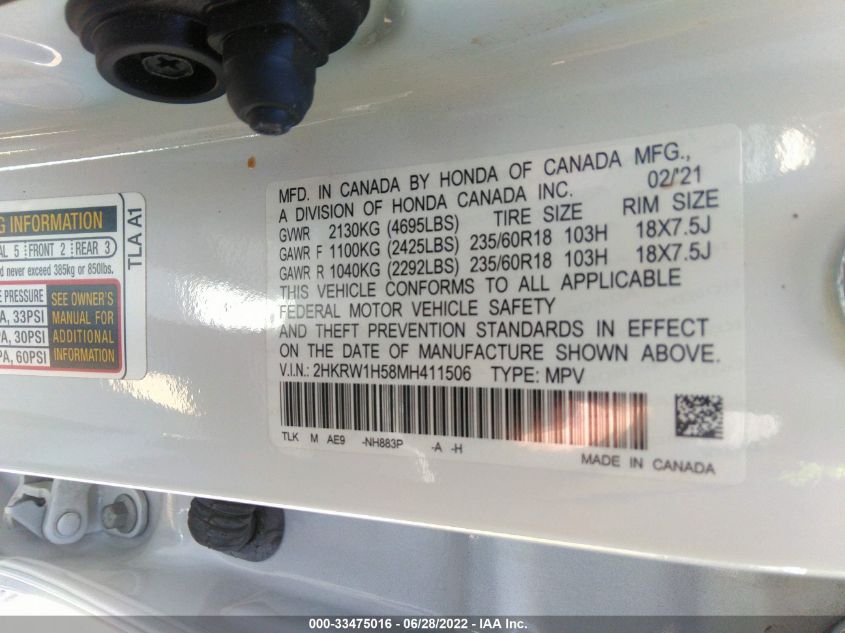 G INFORMATION
AL 5 FRONT 2 REAR 3
d never exceed 385kg or 850lbs.
E PRESSURE
A, 33PSI
PA, 30PSI
PA, 60PSI
SEE OWNER'S
MANUAL FOR
ADDITIONAL
INFORMATION
TLA A1
MFD. IN CANADA BY HONDA OF CANADA MFG.,
A DIVISION OF HONDA CANADA INC. 02/'21
GVWR 2130KG (4695LBS) TIRE SIZE RIM SIZE
GAWR F 1100KG (2425LBS) 235/60R18 103H 18X7.5J
GAWR R 1040KG (2292LBS) 235/60R18 103H 18X7.5J
THIS VEHICLE CONFORMS TO ALL APPLICABLE
FEDERAL MOTOR VEHICLE SAFETY
AND THEFT PREVENTION STANDARDS IN EFFECT
ON THE DATE OF MANUFACTURE SHOWN ABOVE.
V.I.N.: 2HKRW1H58MH411506 TYPE: MPV
TLK M AE9 -NH883P -A -H
MADE IN CANADA
000-33475016 - 06/28/2022 - IAA Inc.